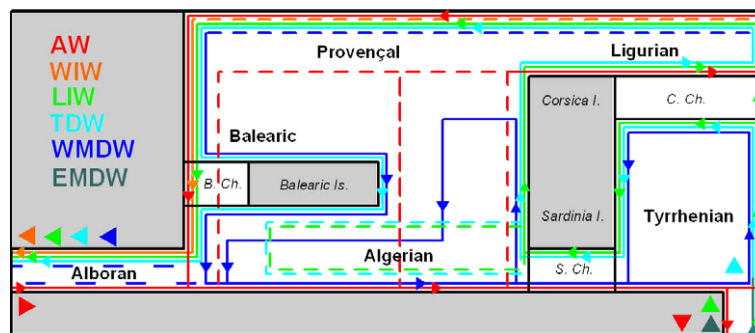 AW
WIW
LIW
TDW
WMDW
EMDW
Provençal
Ligurian
Corsica I.
C. Ch.
Balearic
B. Ch.
Balearic Is.
Sardinia I.
Tyrrhenian
Algerian
S. Ch.
Alboran